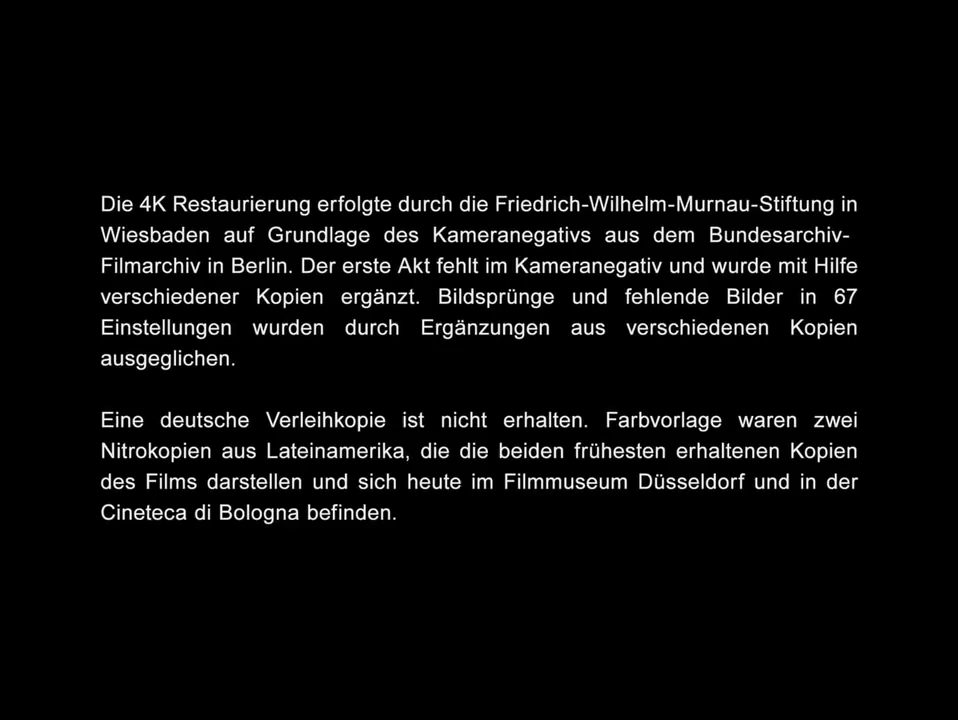 Die 4K Restaurierung erfolgte durch die Friedrich-Wilhelm-Murnau-Stiftung in
Wiesbaden auf Grundlage des Kameranegativs aus dem Bundesarchiv-
Filmarchiv in Berlin. Der erste Akt fehlt im Kameranegativ und wurde mit Hilfe
verschiedener Kopien ergänzt. Bildsprünge und fehlende Bilder in 67
Einstellungen wurden durch Ergänzungen aus verschiedenen Kopien
ausgeglichen.
Eine deutsche Verleihkopie ist nicht erhalten. Farbvorlage waren zwei
Nitrokopien aus Lateinamerika, die die beiden frühesten erhaltenen Kopien
des Films darstellen und sich heute im Filmmuseum Düsseldorf und in der
Cineteca di Bologna befinden.